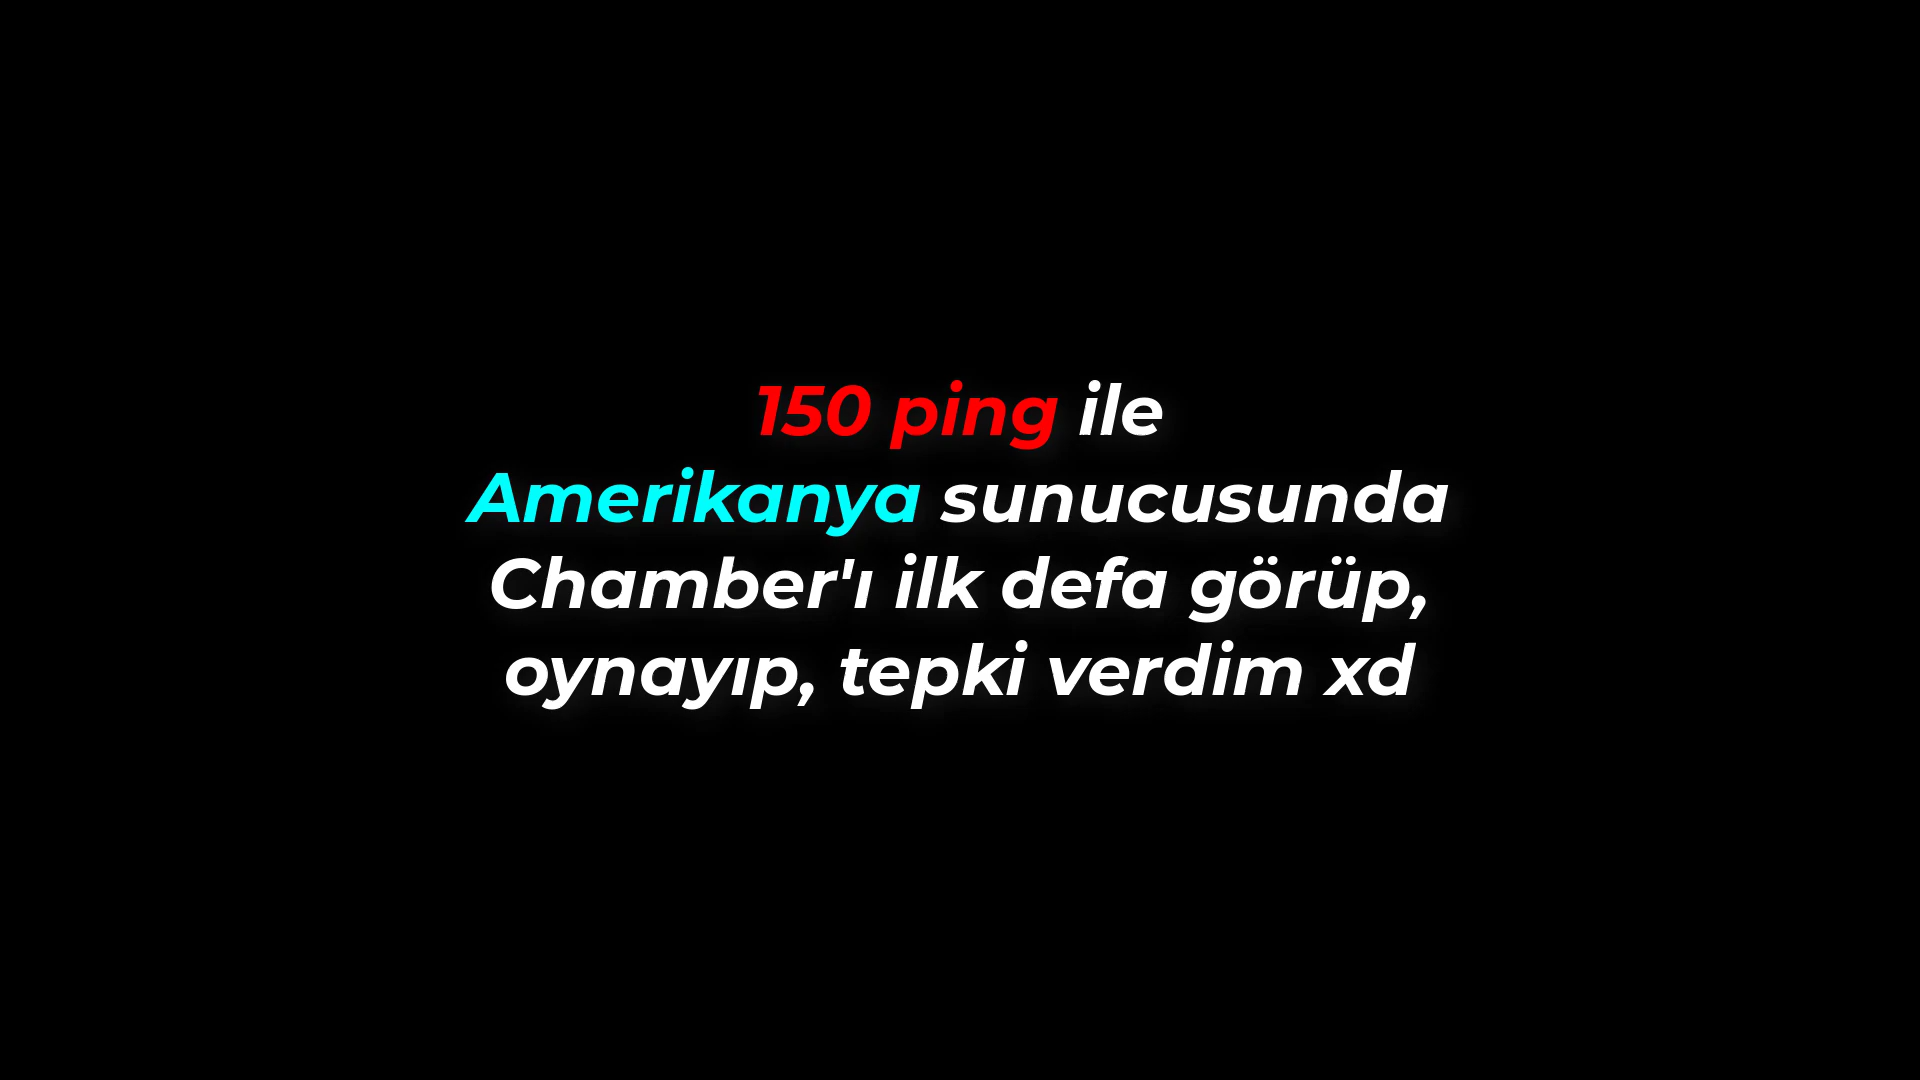 150 ping ile
Amerikanya sunucusunda
Chamber'ı ilk defa görüp,
oynayıp, tepki verdim xd